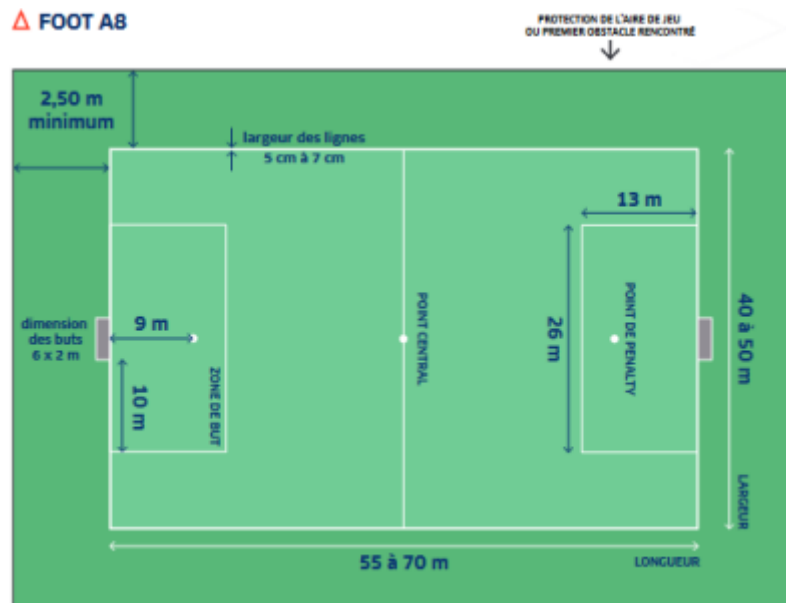 FOOT A8
PROTECTION DE L'AIRE DE JEU
OU PREMIER OBSTACLE RENCONTRÉ
2,50 m
minimum
largeur des lignes
5 cm à 7 cm
13 m
dimension
des buts
6 x 2 m
9 m
10 m
ZONE DE BUT
POINT CENTRAL
26 m
POINT DE PENALTY
40 à 50 m
LARGEUR
55 à 70 m
LONGUEUR